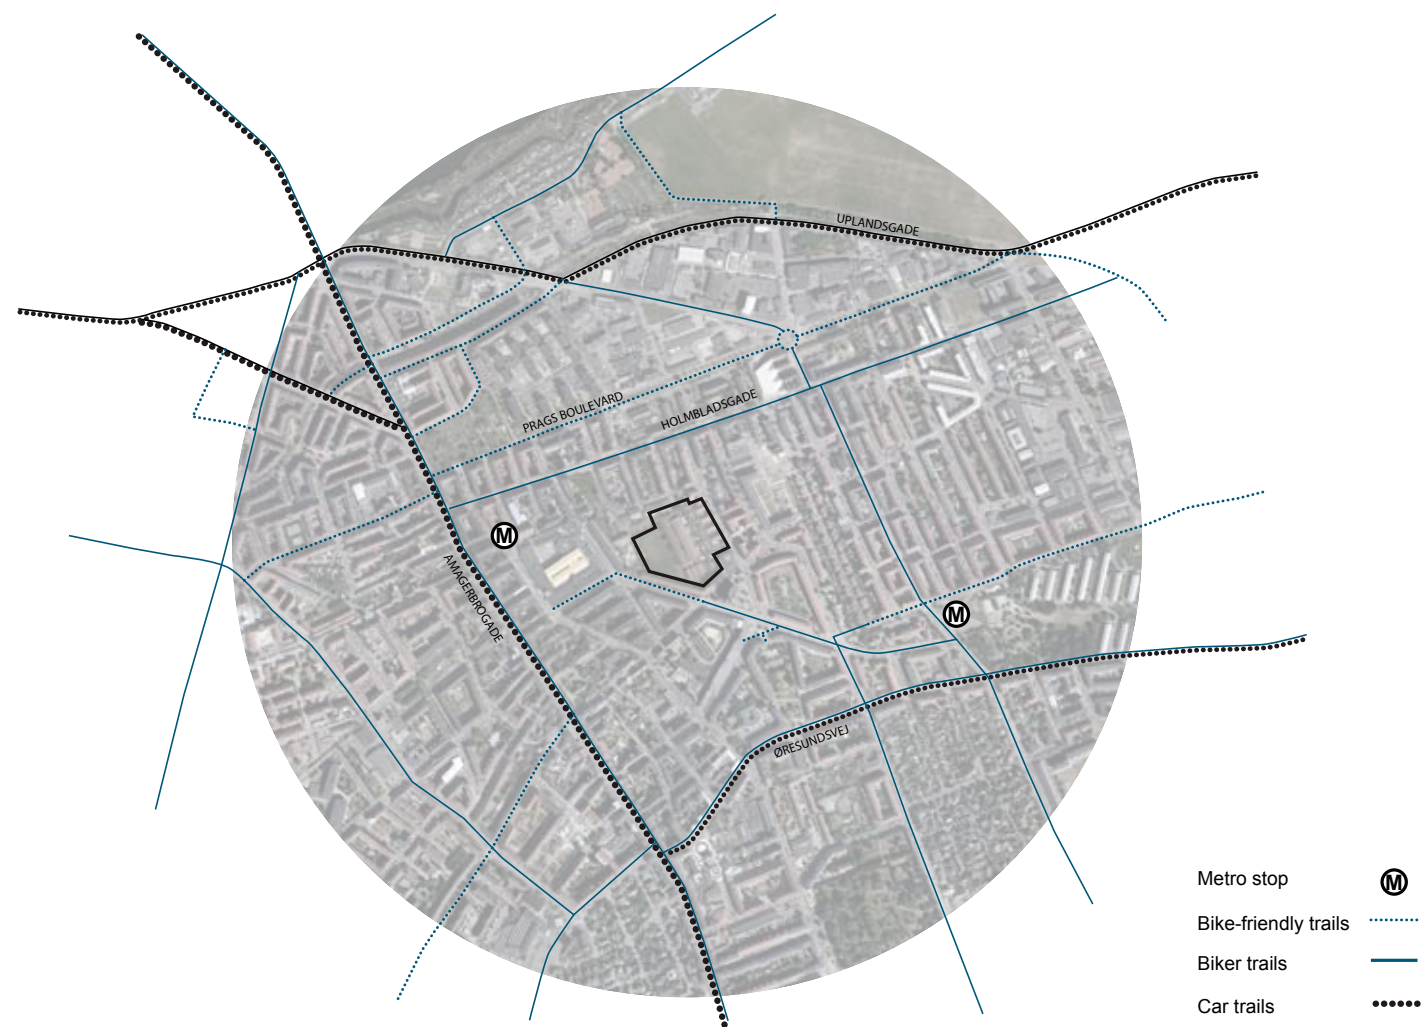 UPLANDSGADE
PRAGS BOULEVARD
HOLMBLADSGADE
M
AMAGERBROGADE
M
ØRESUNDSVEJ
Metro stop M
Bike-friendly trails
Biker trails
Car trails